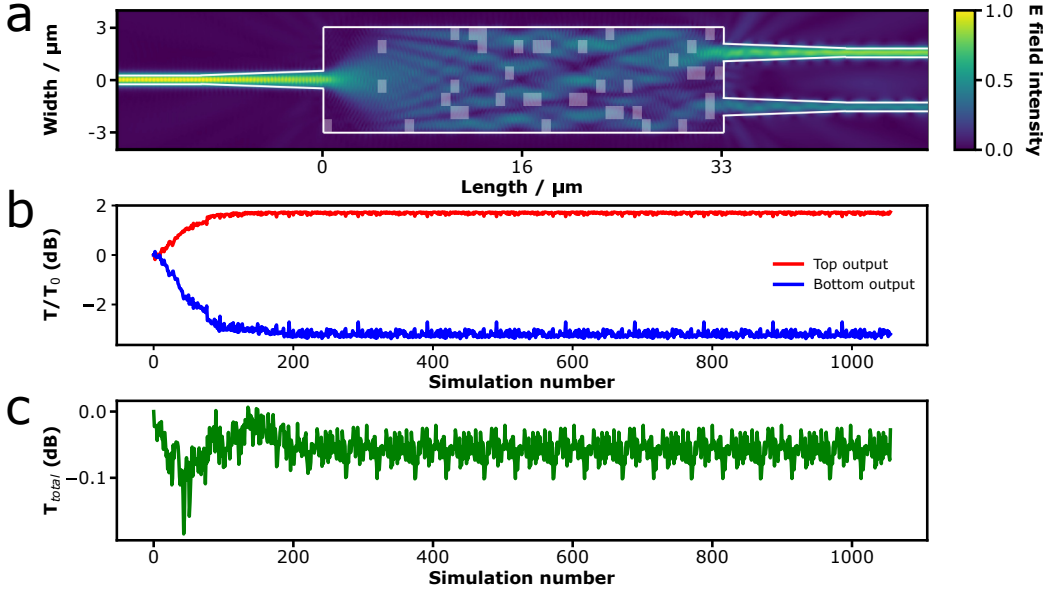 a
3
0
-3
Width / μm
0
16
33
Length / μm
1.0
0.5
0.0
E field intensity
b
2
0
−2
T/T0 (dB)
Top output
Bottom output
0
200
400
600
800
1000
Simulation number
c
0.0
−0.1
Ttotal (dB)
0
200
400
600
800
1000
Simulation number